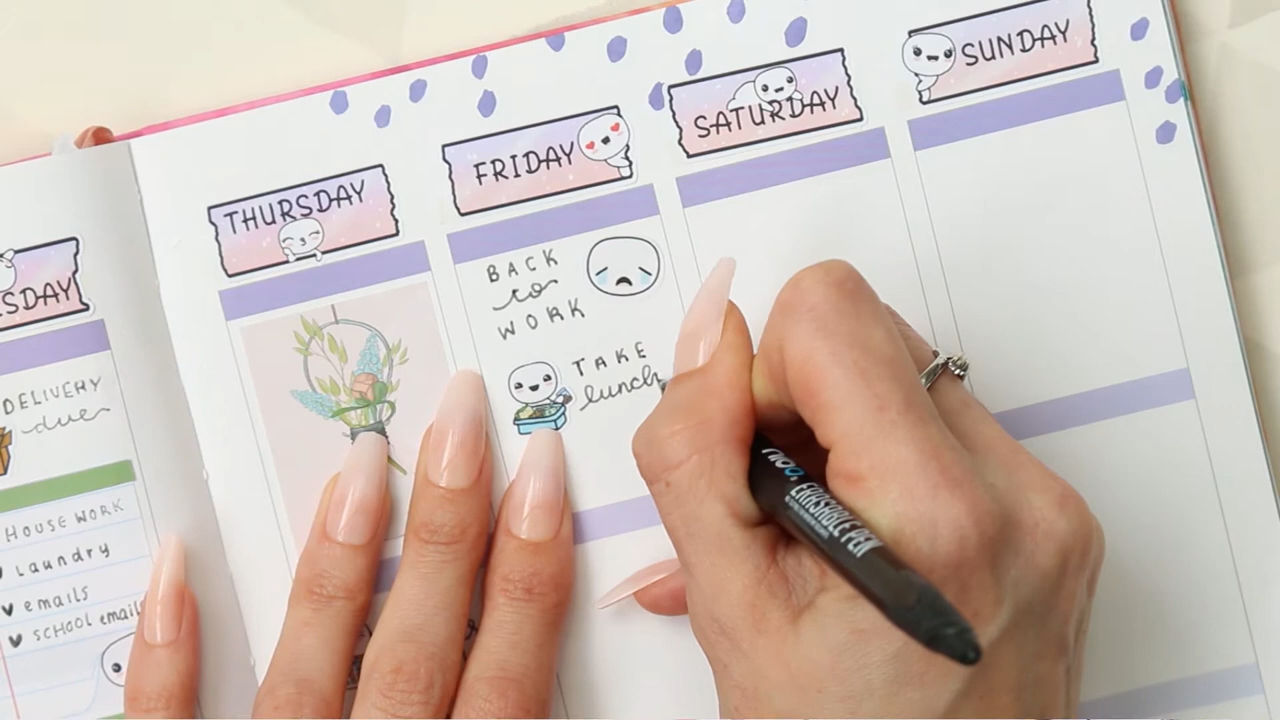 SDAY
DELIVERY
due
HOUSE WORK
laundry
emails
SCHOOL emails
THURSDAY
FRIDAY
BACK
to
WORK
TAKE
lunch
SATURDAY
SUNDAY
ERASABLE PEN